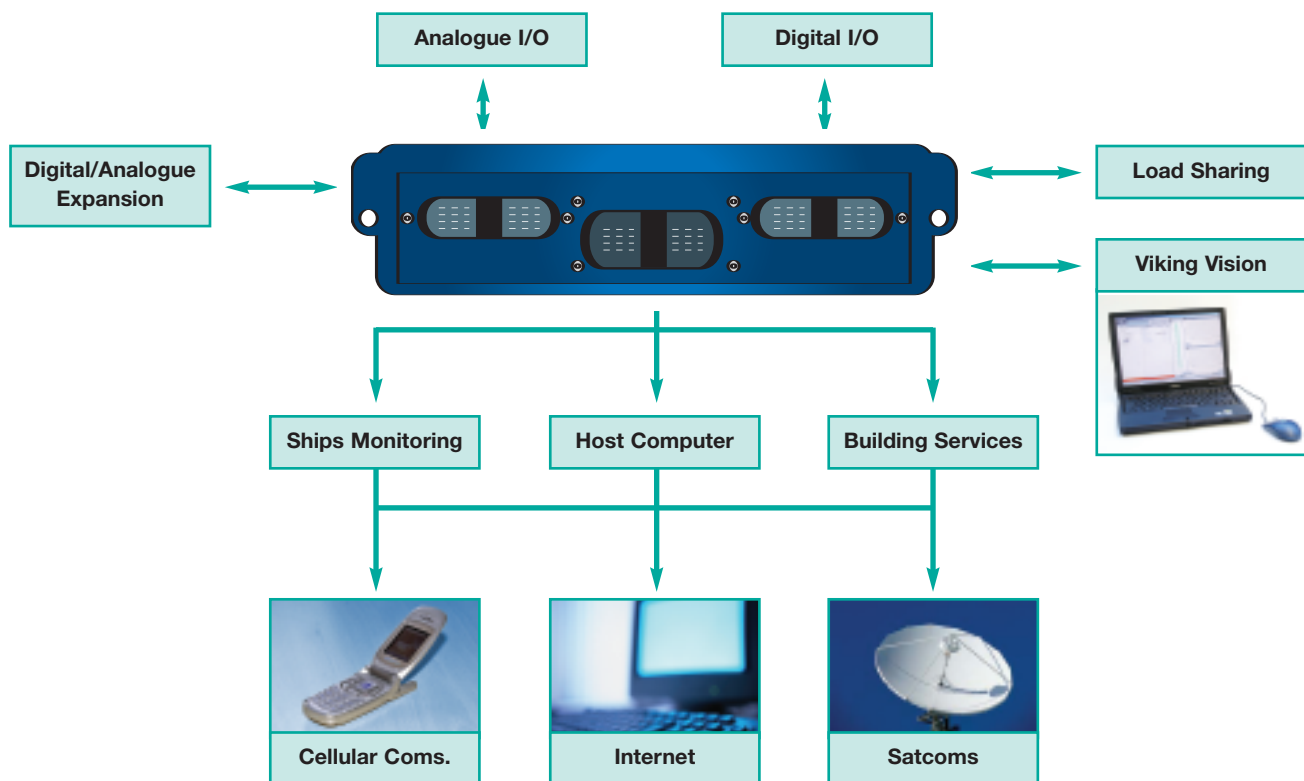 Analogue I/O
Digital I/O
Digital/Analogue
Expansion
Load Sharing
Viking Vision
Ships Monitoring
Host Computer
Building Services
Cellular Coms.
Internet
Satcoms